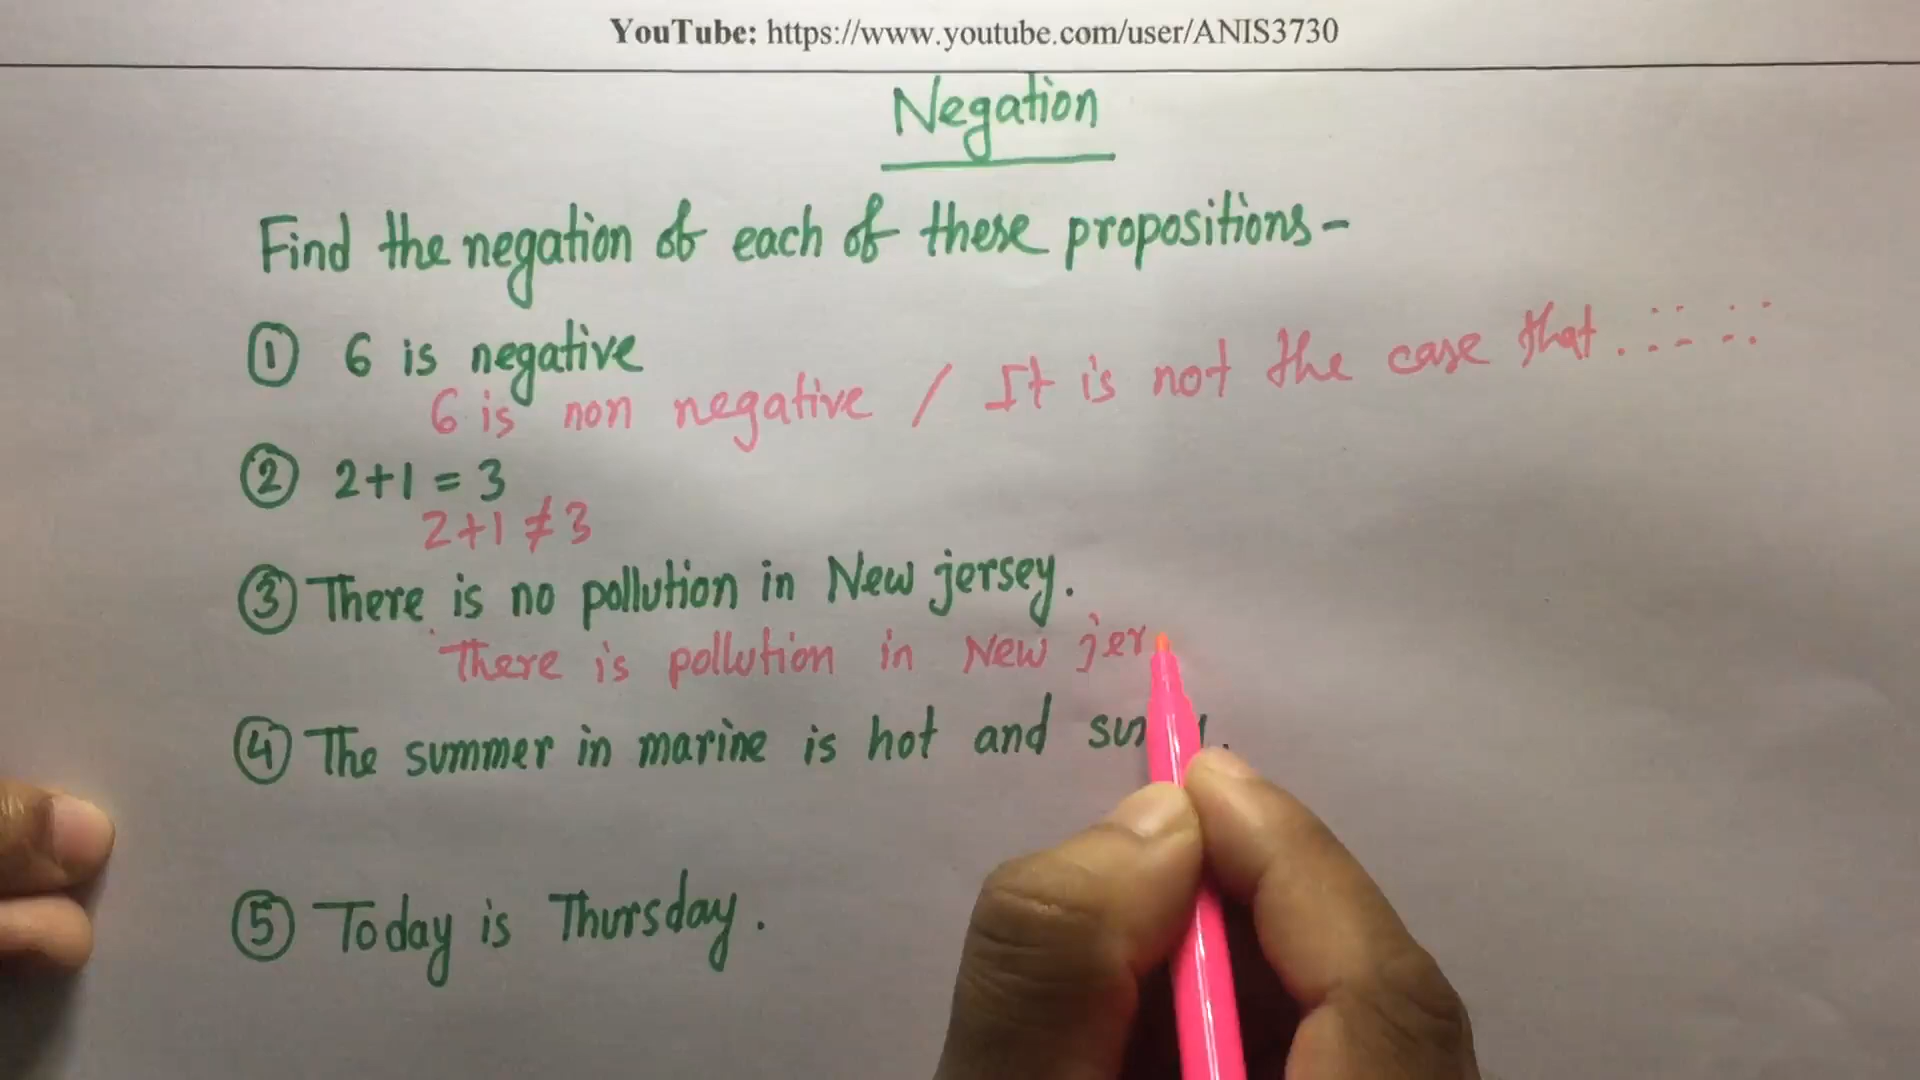 YouTube: https://www.youtube.com/user/ANIS3730
Negation
Find the negation of each of these propositions-
① 6 is negative
6 is non negative / It is not the case that..........
② 2+1 = 3
2+1 ≠ 3
③ There is no pollution in New jersey.
There is pollution in New jer
④ The summer in marine is hot and
⑤ Today is Thursday.